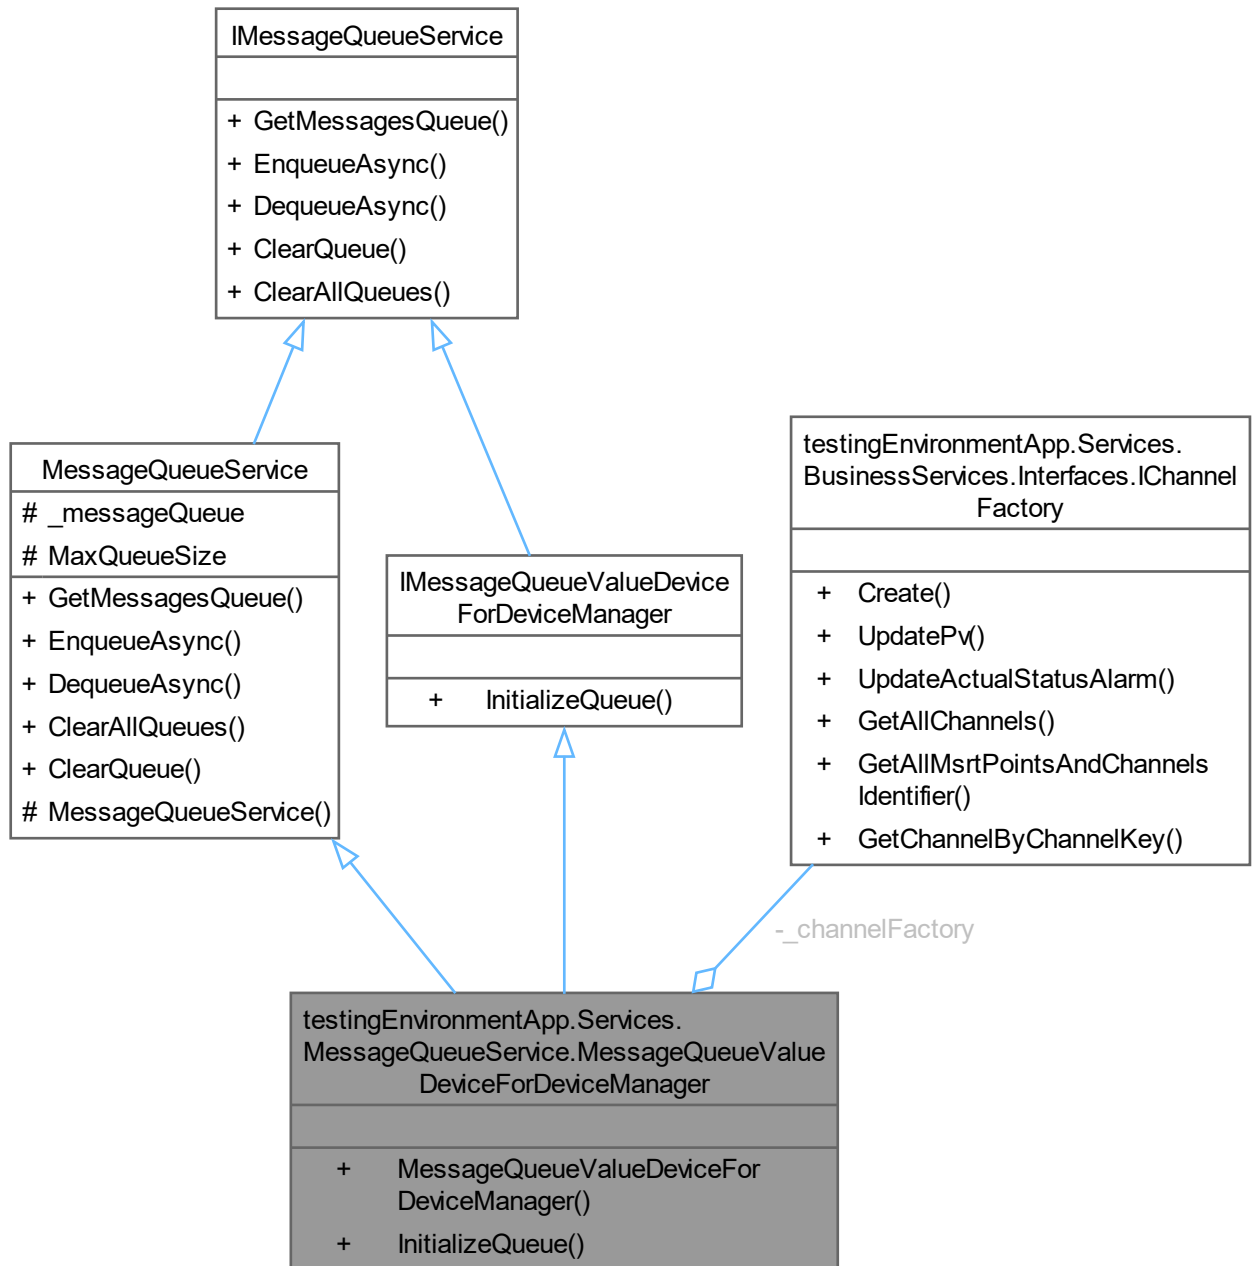 IMessageQueueService
+ GetMessagesQueue()
+ EnqueueAsync()
+ DequeueAsync()
+ ClearQueue()
+ ClearAllQueues()
MessageQueueService
# _messageQueue
# MaxQueueSize
+ GetMessagesQueue()
+ EnqueueAsync()
+ DequeueAsync()
+ ClearAllQueues()
+ ClearQueue()
# MessageQueueService()
IMessageQueueValueDevice
ForDeviceManager
+ InitializeQueue()
testingEnvironmentApp.Services.
BusinessServices.Interfaces.IChannel
Factory
+ Create()
+ UpdatePv()
+ UpdateActualStatusAlarm()
+ GetAllChannels()
+ GetAllMsrtPointsAndChannels
Identifier()
+ GetChannelByChannelKey()
-_channelFactory
testingEnvironmentApp.Services.
MessageQueueService.MessageQueueValue
DeviceForDeviceManager
+ MessageQueueValueDeviceFor
DeviceManager()
+ InitializeQueue()